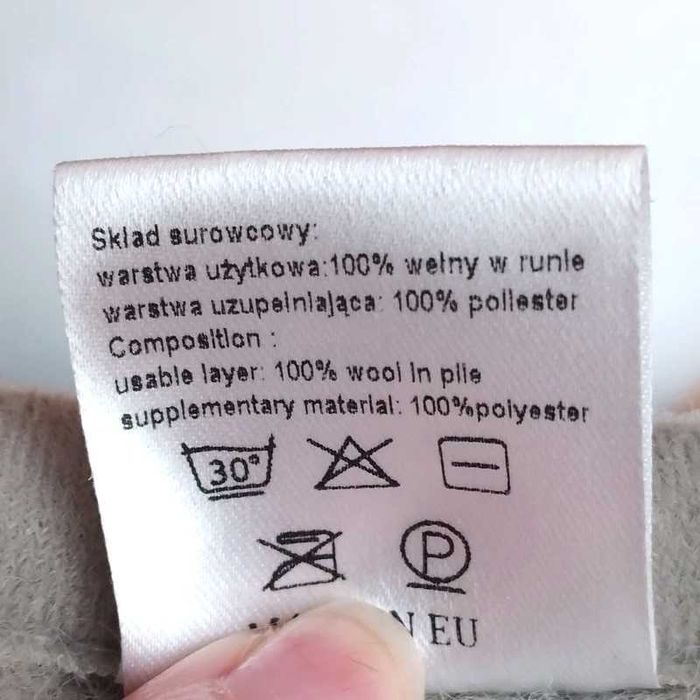 Skład surowcowy:
warstwa użytkowa:100% wełny w runie
warstwa uzupełniająca: 100% poliester
Composition :
usable layer: 100% wool in pile
supplementary material: 100%polyester
30°
P
EU